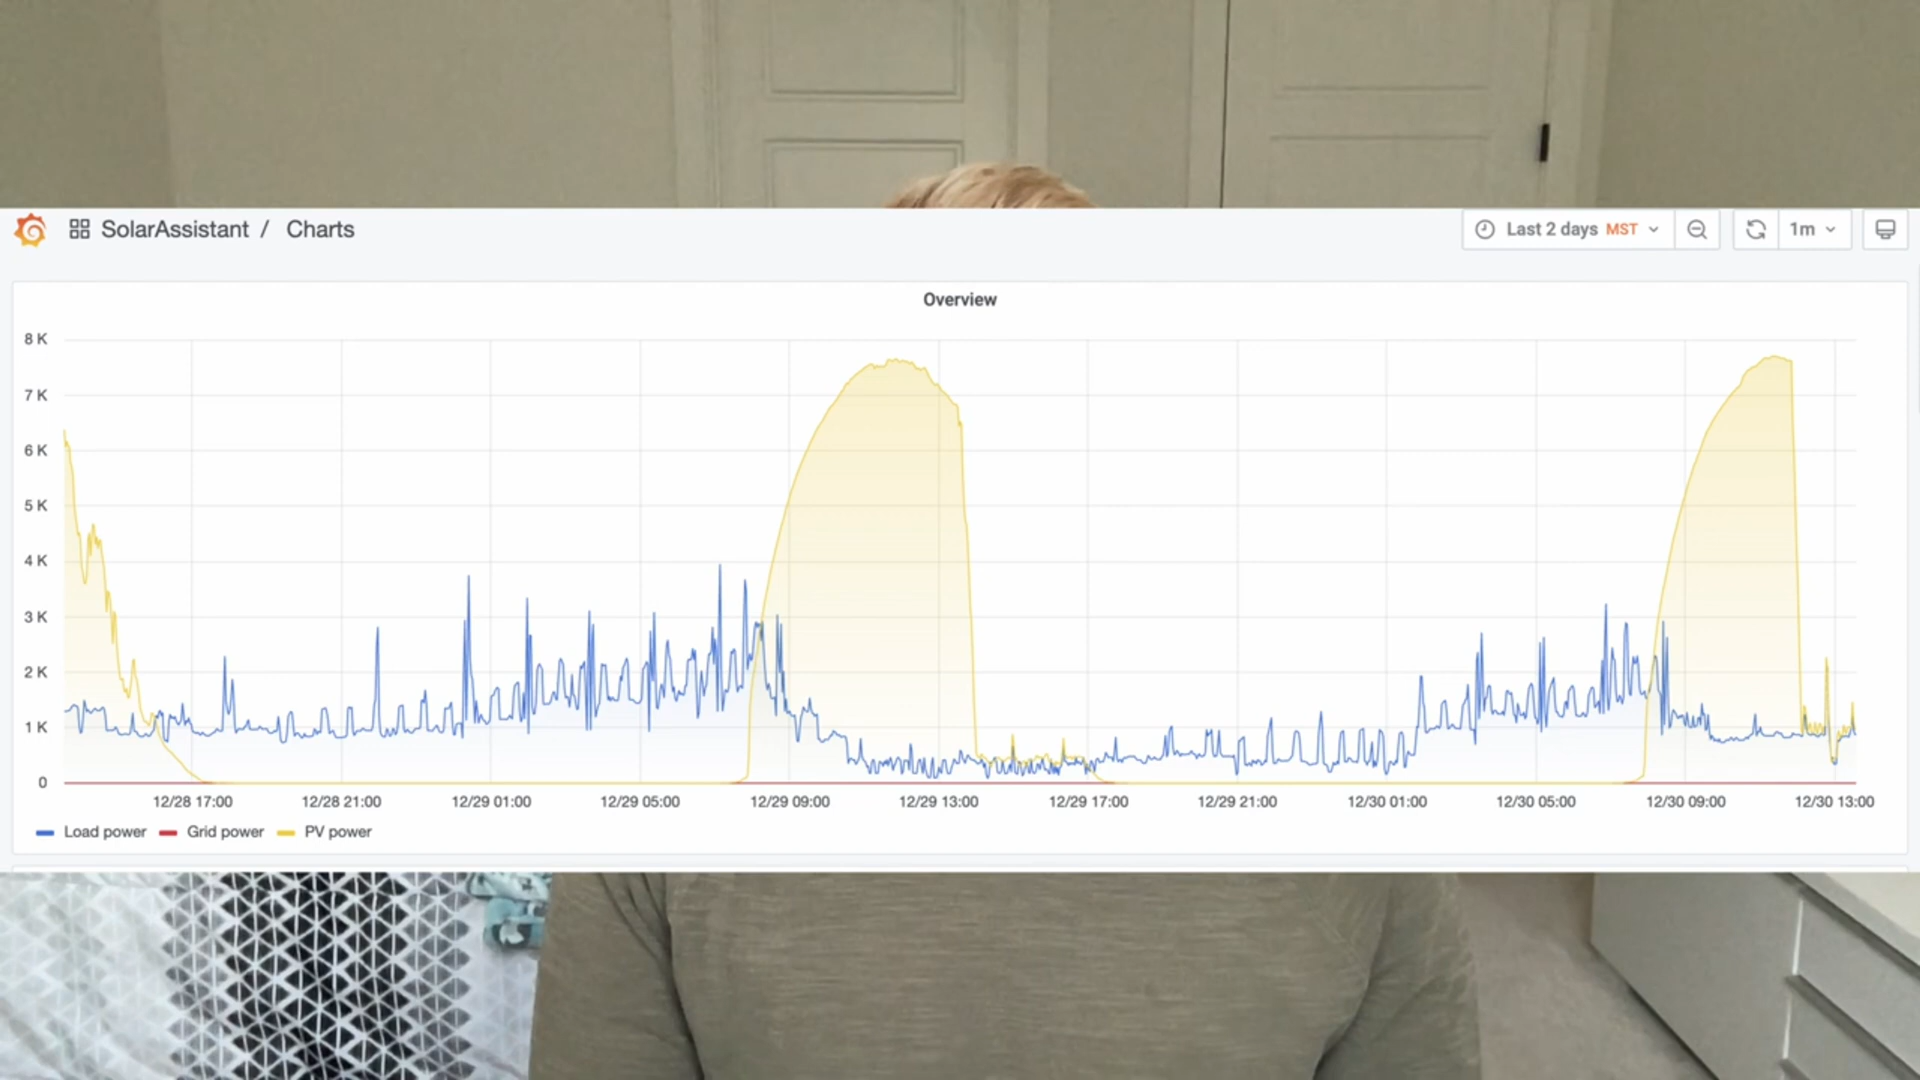 SolarAssistant / Charts
Last 2 days MST
1m
Overview
8 K
7 K
6 K
5 K
4 K
3 K
2 K
1 K
0
12/28 17:00 12/28 21:00 12/29 01:00 12/29 05:00 12/29 09:00 12/29 13:00 12/29 17:00 12/29 21:00 12/30 01:00 12/30 05:00 12/30 09:00 12/30 13:00
Load power Grid power PV power